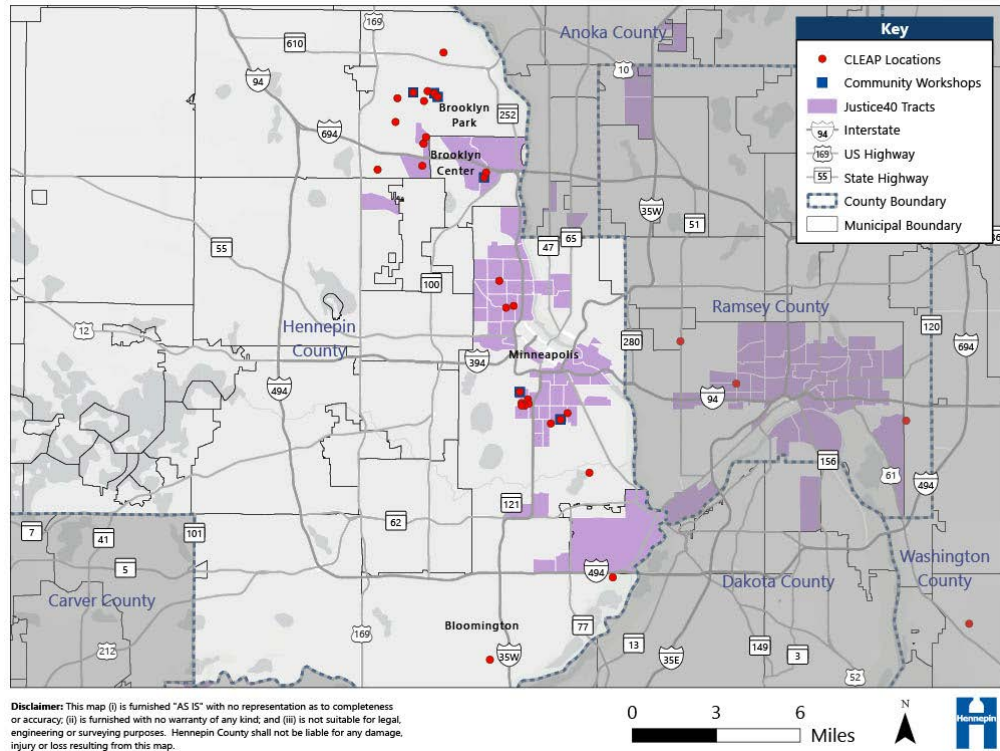 169
610
Anoka County
10
94
252
Brooklyn
Park
694
Brooklyn
Center
35W
51
55
47
65
100
Hennepin
County
Ramsey County
12
120
280
Minneapolis
394
694
494
94
156
61
121
494
62
7
41
101
5
494
Washington
County
Dakota County
Carver County
Bloomington
77
169
212
35W
13
35E
149
3
52
Key
CLEAP Locations
Community Workshops
Justice40 Tracts
94 Interstate
169 US Highway
55 State Highway
County Boundary
Municipal Boundary
Disclaimer: This map (i) is furnished "AS IS" with no representation as to completeness
or accuracy; (ii) is furnished with no warranty of any kind; and (iii) is not suitable for legal,
engineering or surveying purposes. Hennepin County shall not be liable for any damage,
injury or loss resulting from this map.
0 3 6
Miles
N
Hennepin